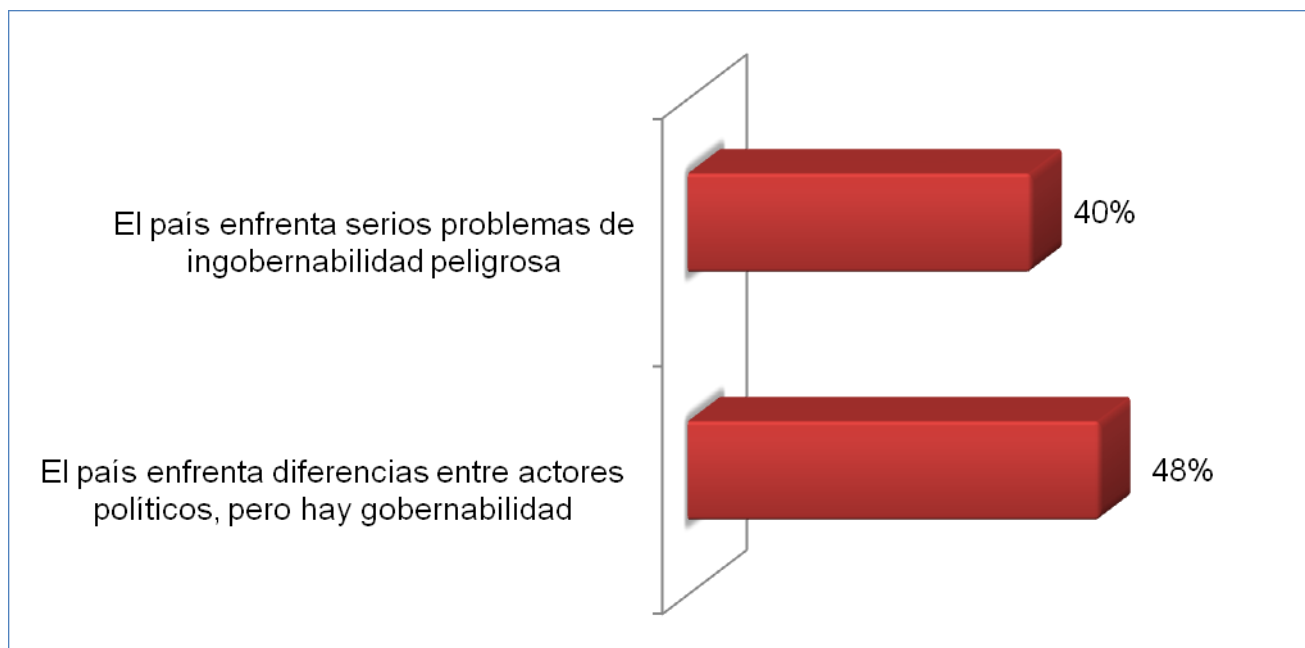 El país enfrenta serios problemas de
ingobernabilidad peligrosa
40%
El país enfrenta diferencias entre actores
políticos, pero hay gobernabilidad
48%